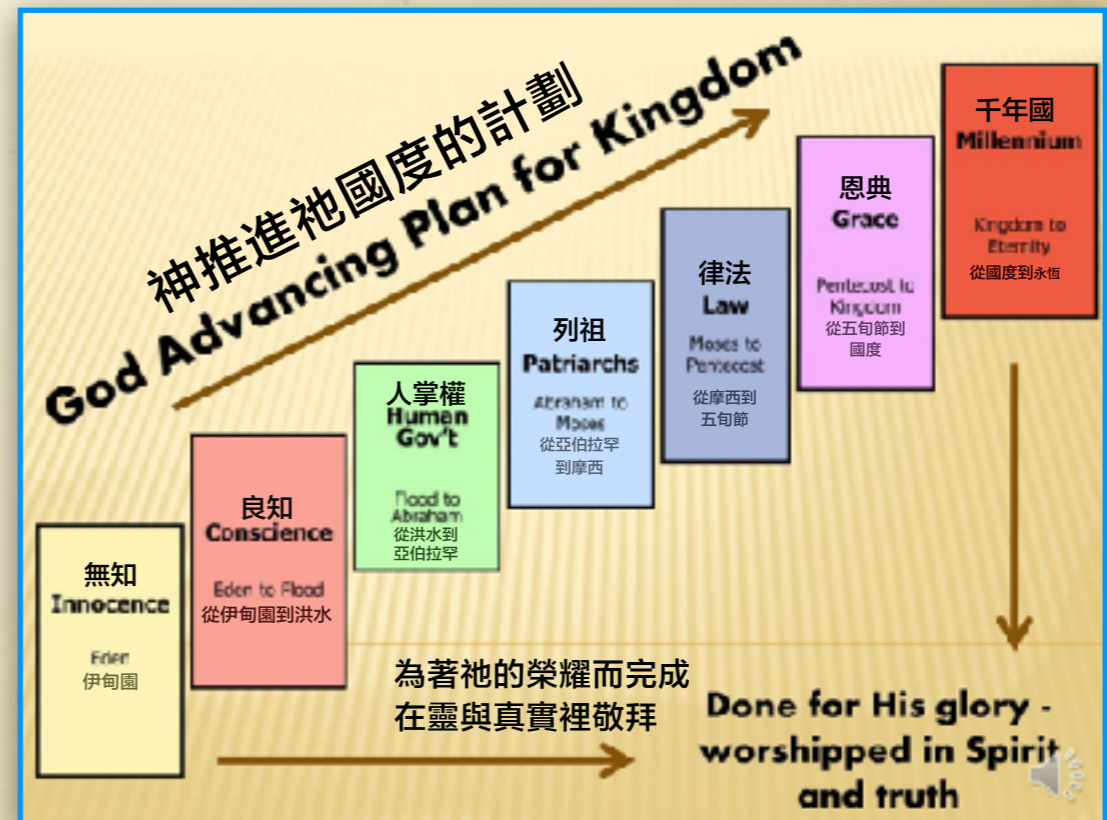 神推進祂國度的計劃
God Advancing Plan for Kingdom
無知
Innocence
Eden
伊甸園
良知
Conscience
Eden to Flood
從伊甸園到洪水
人掌權
Human
Gov't
Flood to
Abraham
從洪水到
亞伯拉罕
列祖
Patriarchs
Abraham to
Moses
從亞伯拉罕
到摩西
律法
Law
Moses to
Pentecost
從摩西到
五旬節
恩典
Grace
Pentecost to
Kingdom
從五旬節到
國度
千年國
Millennium
Kingdom to
Eternity
從國度到永恆
為著祂的榮耀而完成
在靈與真實裡敬拜
Done for His glory -
worshipped in Spirit
and truth